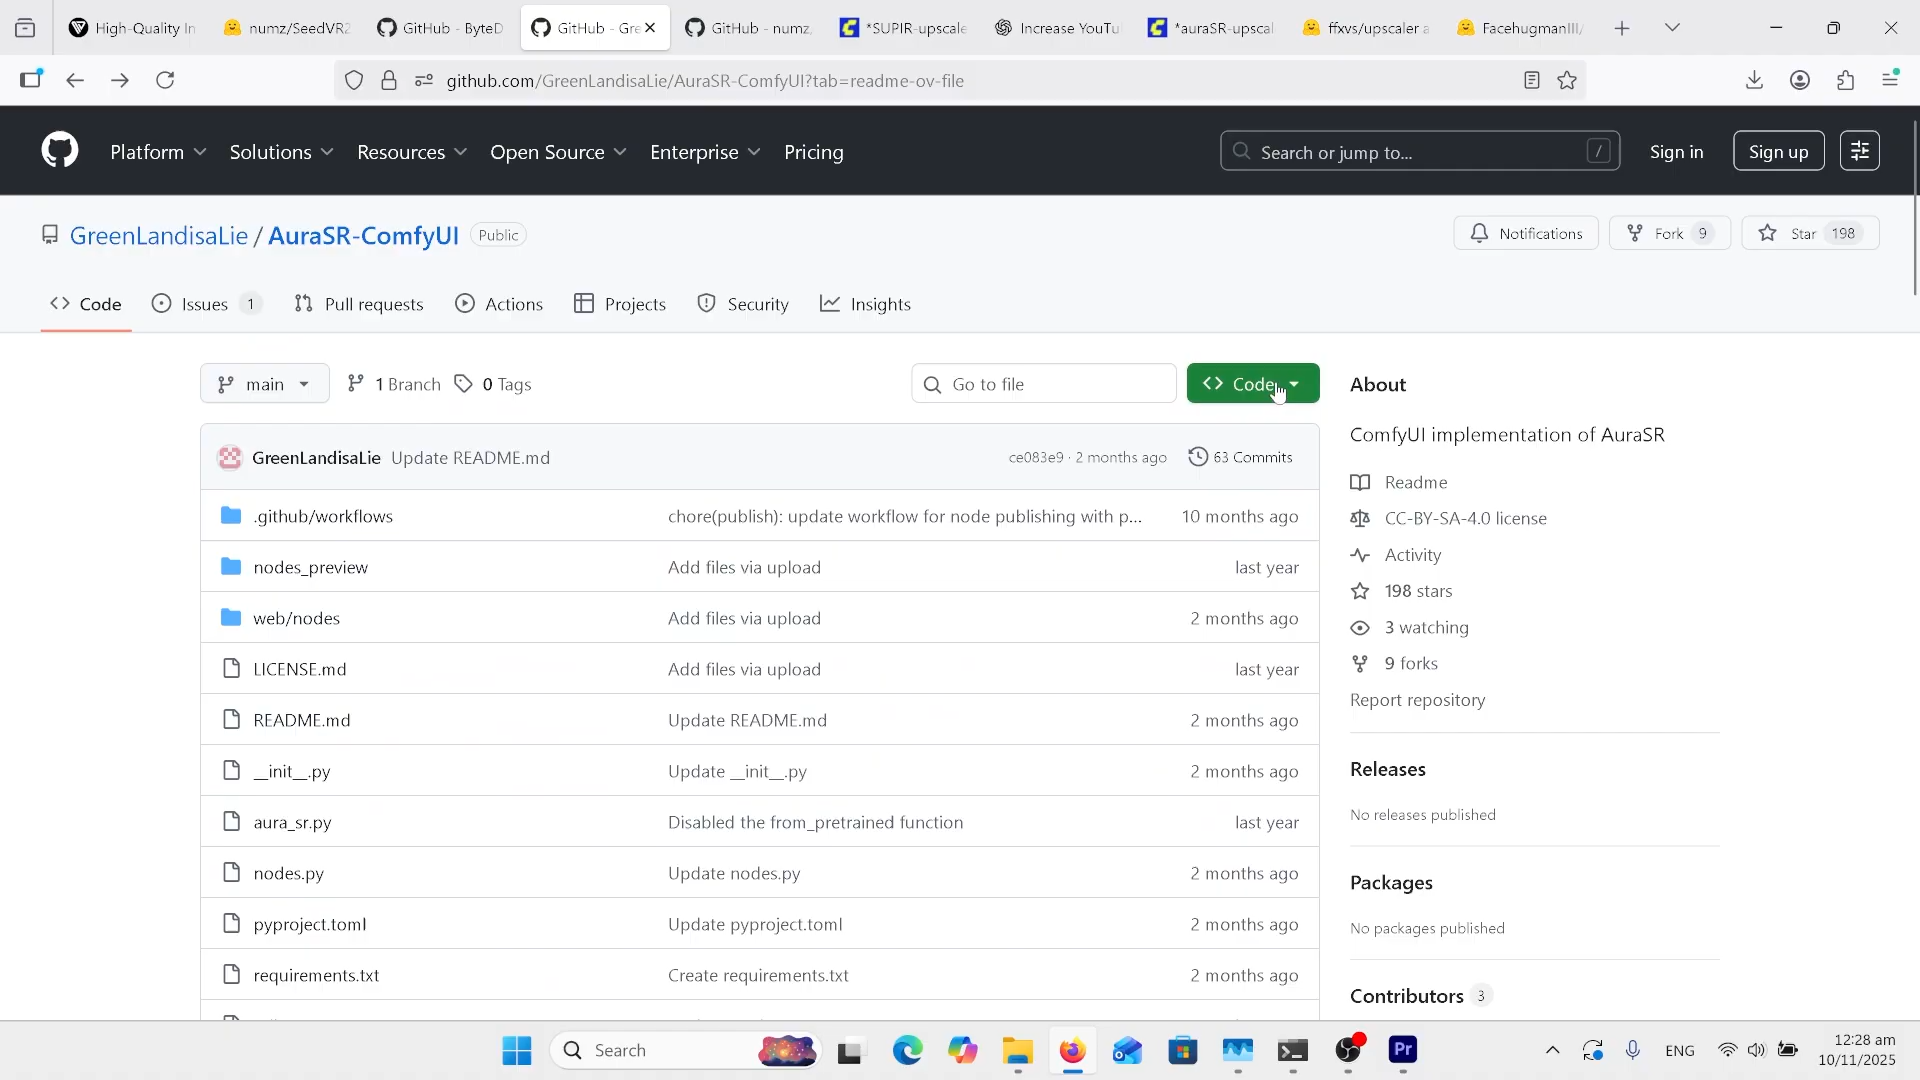 High-Quality In
numz/SeedVR2
GitHub - ByteD
GitHub - Gre
GitHub - numz,
*SUPIR-upscale
Increase YouTu
*auraSR-upscal
ffxvs/upscaler a
FacehugmanIII/
github.com/GreenLandisaLie/AuraSR-ComfyUI?tab=readme-ov-file
Platform
Solutions
Resources
Open Source
Enterprise
Pricing
Search or jump to...
/
Sign in
Sign up
GreenLandisaLie / AuraSR-ComfyUI
Public
Notifications
Fork 9
Star 198
Code
Issues 1
Pull requests
Actions
Projects
Security
Insights
main
1 Branch
0 Tags
Go to file
Code
About
GreenLandisaLie Update README.md
ce083e9 · 2 months ago
63 Commits
ComfyUI implementation of AuraSR
.github/workflows chore(publish): update workflow for node publishing with p... 10 months ago
nodes_preview Add files via upload last year
web/nodes Add files via upload 2 months ago
LICENSE.md Add files via upload last year
README.md Update README.md 2 months ago
__init__.py Update __init__.py 2 months ago
aura_sr.py Disabled the from_pretrained function last year
nodes.py Update nodes.py 2 months ago
pyproject.toml Update pyproject.toml 2 months ago
requirements.txt Create requirements.txt 2 months ago
Readme
CC-BY-SA-4.0 license
Activity
198 stars
3 watching
9 forks
Report repository
Releases
No releases published
Packages
No packages published
Contributors 3
Search
Pr
ENG
12:28 am
10/11/2025